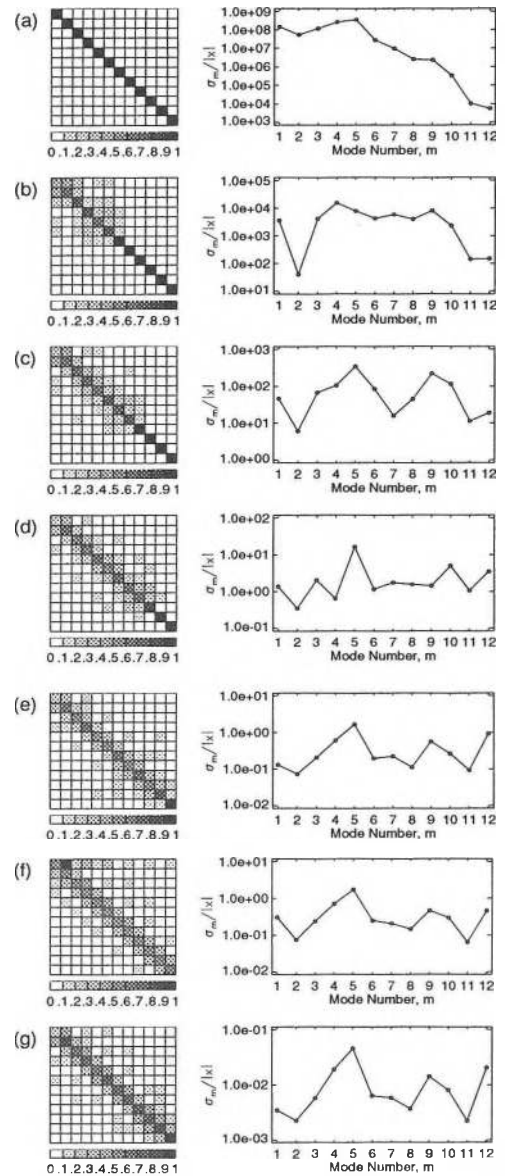 (a)
0.1.2.3.4.5.6.7.8.9 1
σm/|x|
1.0e+09
1.0e+08
1.0e+07
1.0e+06
1.0e+05
1.0e+04
1.0e+03
1 2 3 4 5 6 7 8 9 10 11 12
Mode Number, m
(b)
0.1.2.3.4.5.6.7.8.9 1
σm/|x|
1.0e+05
1.0e+04
1.0e+03
1.0e+02
1.0e+01
1 2 3 4 5 6 7 8 9 10 11 12
Mode Number, m
(c)
0.1.2.3.4.5.6.7.8.9 1
σm/|x|
1.0e+03
1.0e+02
1.0e+01
1.0e+00
1 2 3 4 5 6 7 8 9 10 11 12
Mode Number, m
(d)
0.1.2.3.4.5.6.7.8.9 1
σm/|x|
1.0e+02
1.0e+01
1.0e+00
1.0e-01
1 2 3 4 5 6 7 8 9 10 11 12
Mode Number, m
(e)
0.1.2.3.4.5.6.7.8.9 1
σm/|x|
1.0e+01
1.0e+00
1.0e-01
1.0e-02
1 2 3 4 5 6 7 8 9 10 11 12
Mode Number, m
(f)
0.1.2.3.4.5.6.7.8.9 1
σm/|x|
1.0e+01
1.0e+00
1.0e-01
1.0e-02
1 2 3 4 5 6 7 8 9 10 11 12
Mode Number, m
(g)
0.1.2.3.4.5.6.7.8.9 1
σm/|x|
1.0e-01
1.0e-02
1.0e-03
1 2 3 4 5 6 7 8 9 10 11 12
Mode Number, m